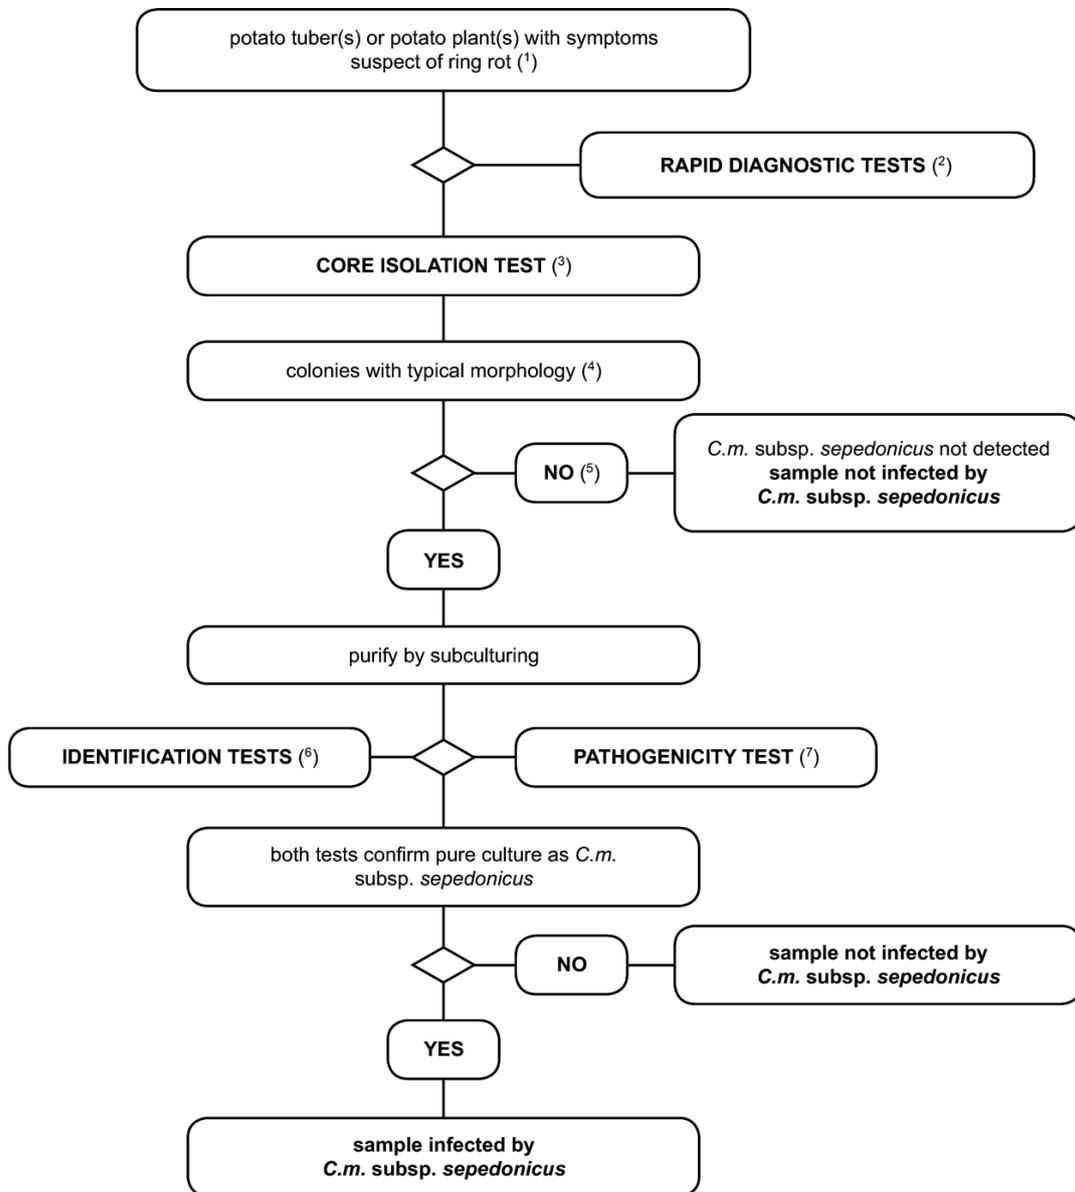 potato tuber(s) or potato plant(s) with symptoms
suspect of ring rot (¹)
RAPID DIAGNOSTIC TESTS (²)
CORE ISOLATION TEST (³)
colonies with typical morphology (⁴)
NO (⁵)
C.m. subsp. sepedonicus not detected
sample not infected by
C.m. subsp. sepedonicus
YES
purify by subculturing
IDENTIFICATION TESTS (⁶)
PATHOGENICITY TEST (⁷)
both tests confirm pure culture as C.m.
subsp. sepedonicus
NO
sample not infected by
C.m. subsp. sepedonicus
YES
sample infected by
C.m. subsp. sepedonicus